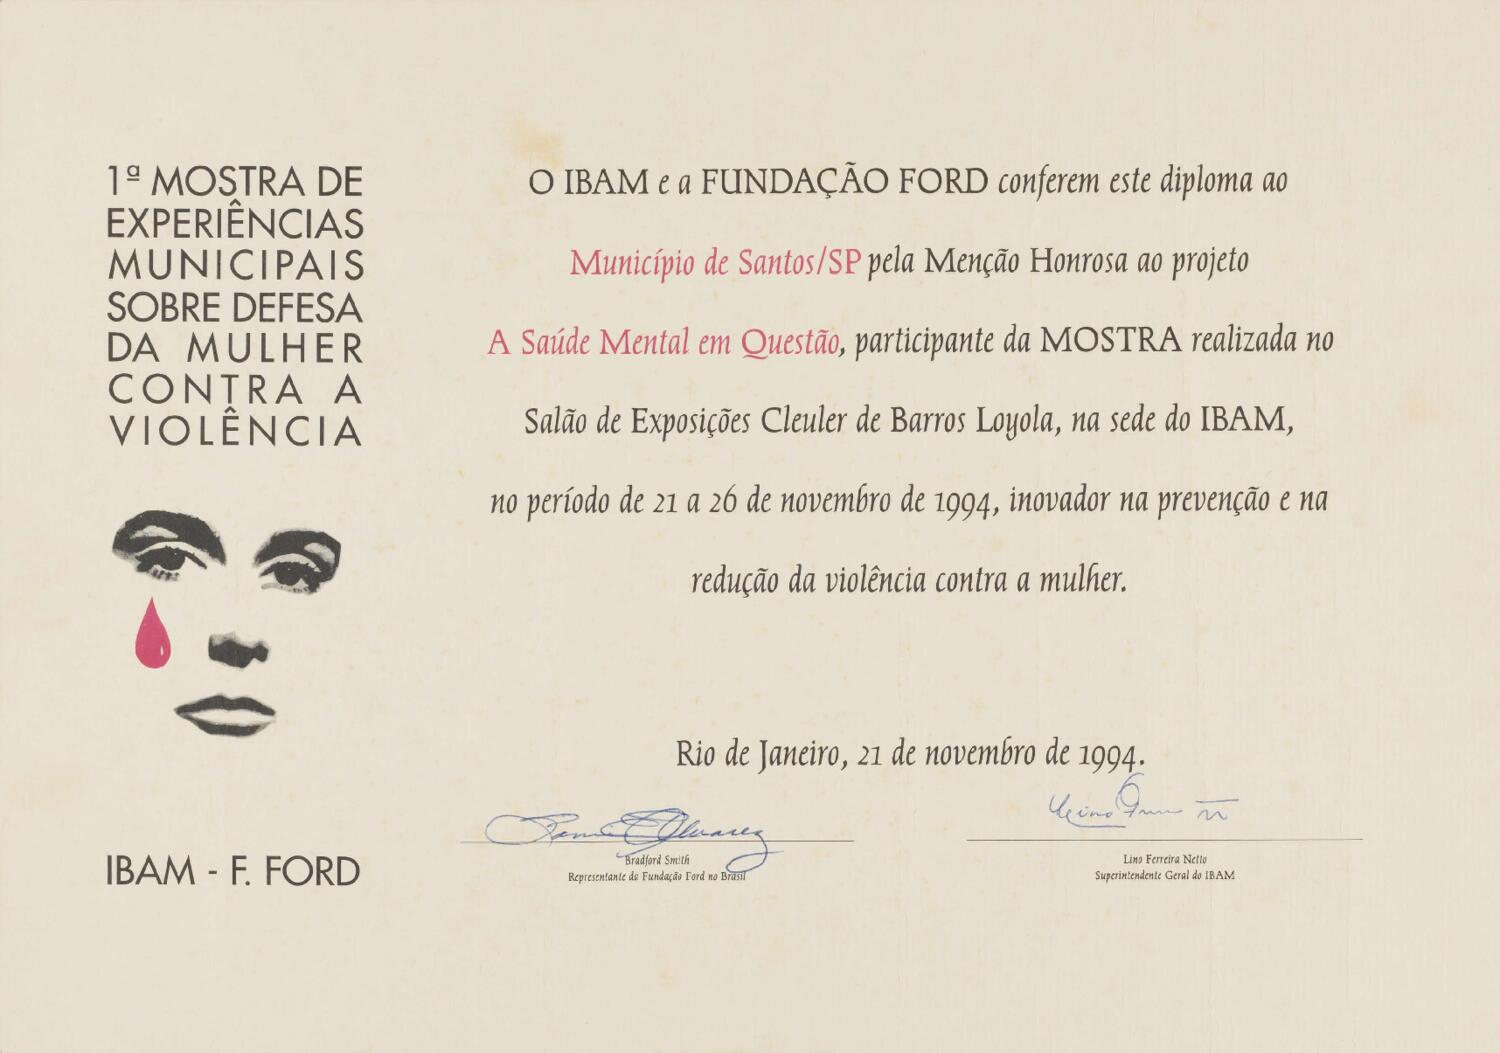 1ª MOSTRA DE
EXPERIÊNCIAS
MUNICIPAIS
SOBRE DEFESA
DA MULHER
CONTRA A
VIOLÊNCIA
IBAM - F. FORD
O IBAM e a FUNDAÇÃO FORD conferem este diploma ao
Município de Santos/SP pela Menção Honrosa ao projeto
A Saúde Mental em Questão, participante da MOSTRA realizada no
Salão de Exposições Cleuler de Barros Loyola, na sede do IBAM,
no período de 21 a 26 de novembro de 1994, inovador na prevenção e na
redução da violência contra a mulher.
Rio de Janeiro, 21 de novembro de 1994.
Bradford Smith
Representante da Fundação Ford no Brasil
Lino Ferreira Netto
Superintendente Geral do IBAM